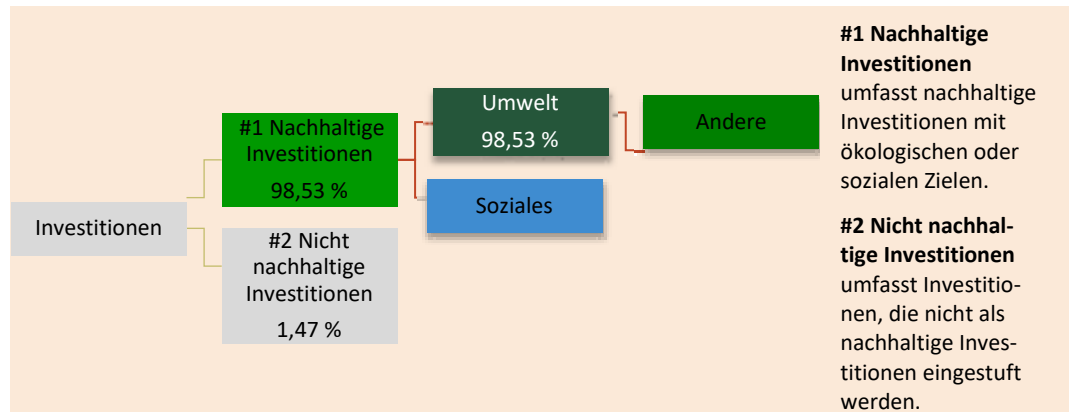 Investitionen
#1 Nachhaltige
Investitionen
98,53 %
#2 Nicht
nachhaltige
Investitionen
1,47 %
Umwelt
98,53 %
Soziales
Andere
#1 Nachhaltige
Investitionen
umfasst nachhaltige
Investitionen mit
ökologischen oder
sozialen Zielen.
#2 Nicht nachhal-
tige Investitionen
umfasst Investitio-
nen, die nicht als
nachhaltige Inves-
titionen eingestuft
werden.